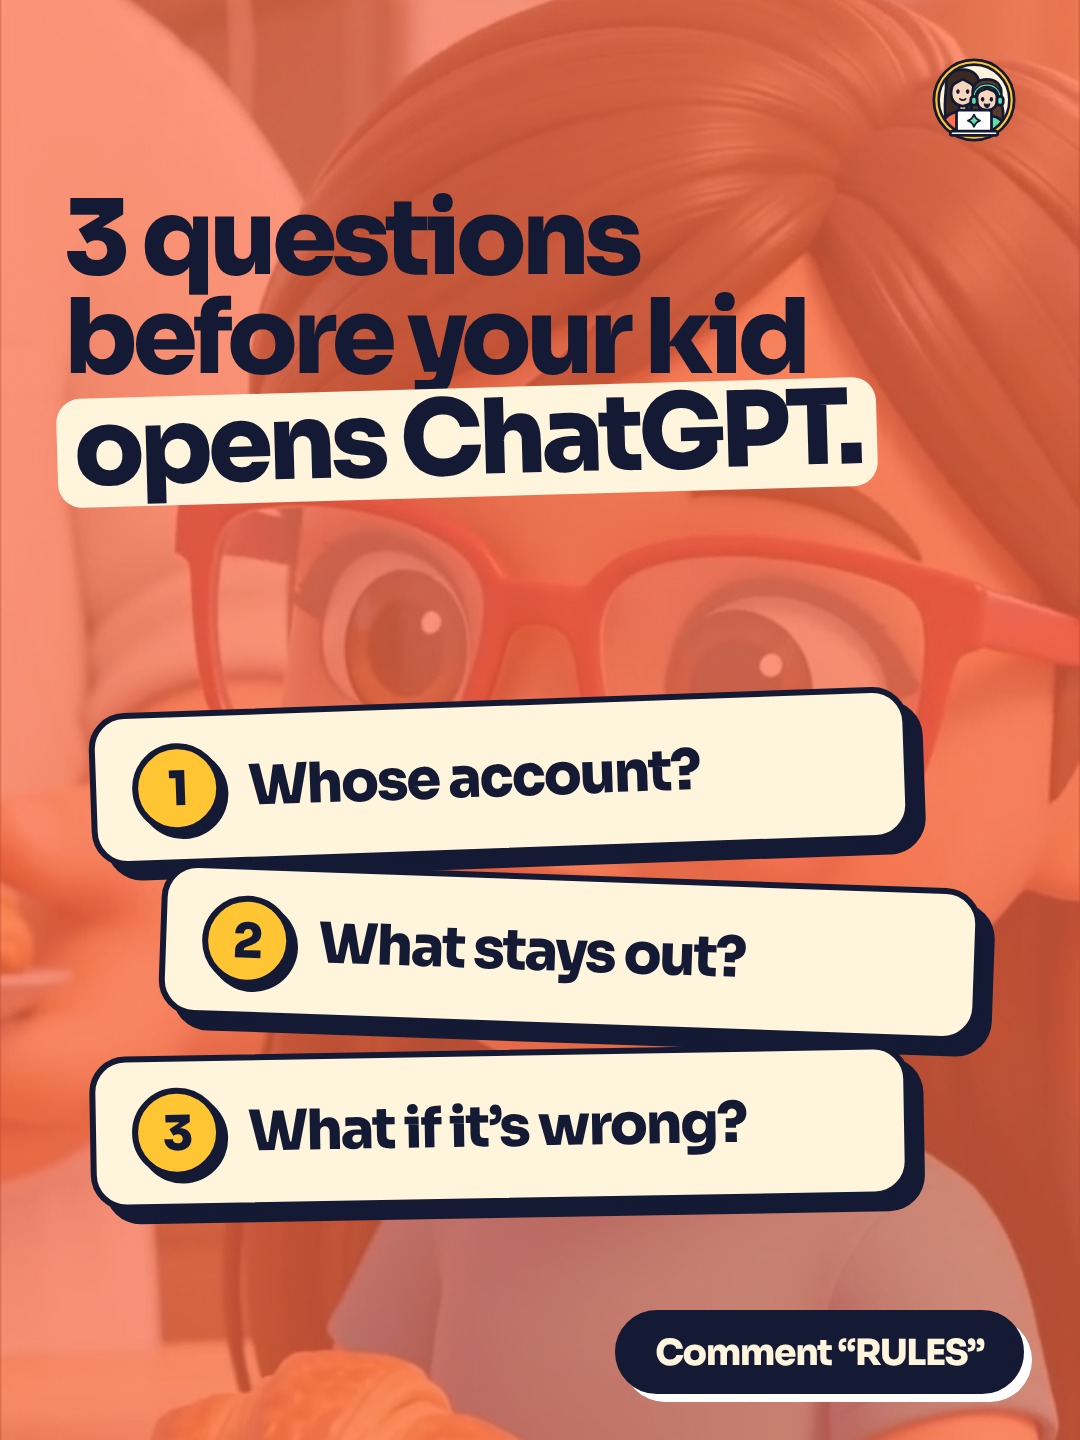 3 questions
before your kid
opens ChatGPT.
1 Whose account?
2 What stays out?
3 What if it’s wrong?
Comment “RULES”